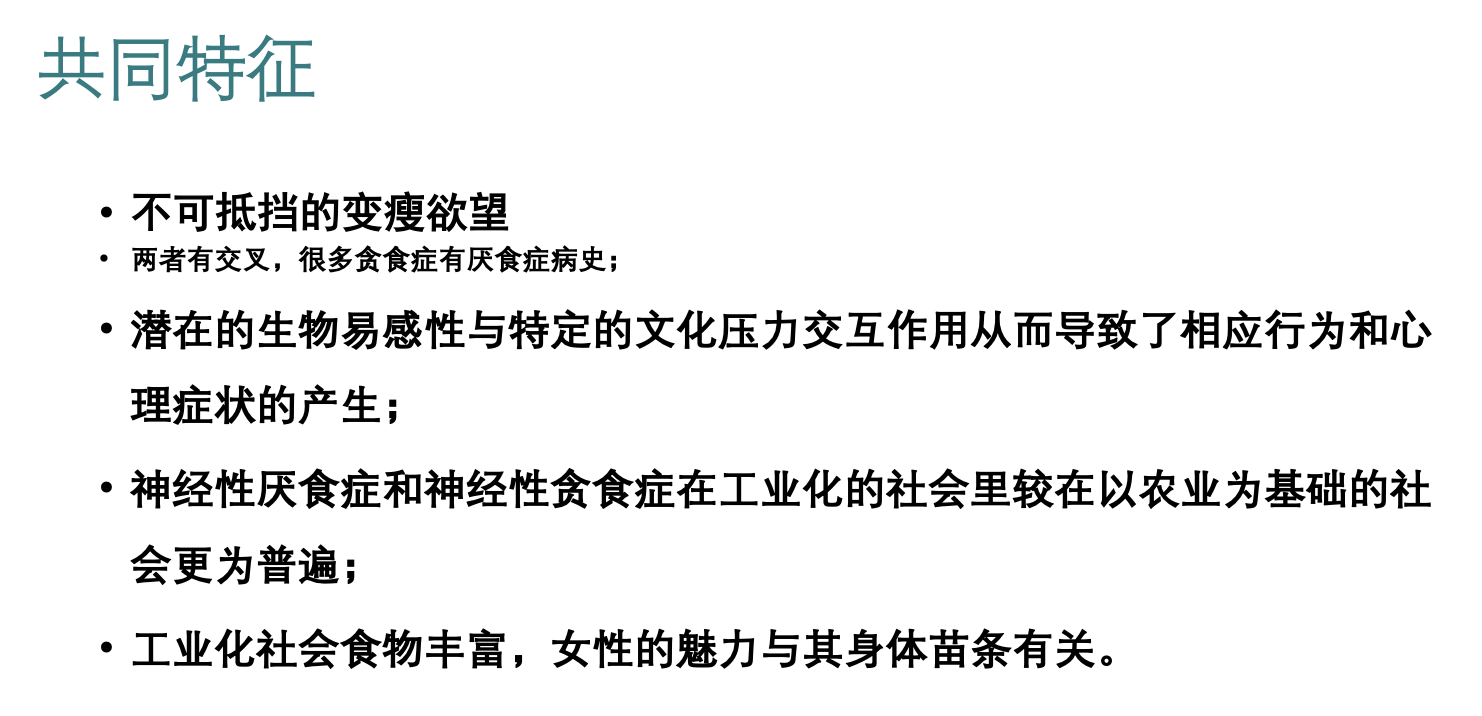 共同特征
• 不可抵挡的变瘦欲望
• 两者有交叉，很多贪食症有厌食症病史；
• 潜在的生物易感性与特定的文化压力交互作用从而导致了相应行为和心
理症状的产生；
• 神经性厌食症和神经性贪食症在工业化的社会里较在以农业为基础的社
会更为普遍；
• 工业化社会食物丰富，女性的魅力与其身体苗条有关。